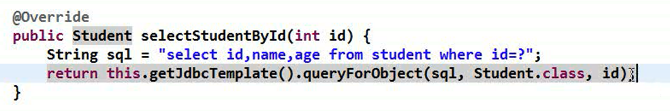 @Override
public Student selectStudentById(int id) {
String sql = "select id,name,age from student where id=?";
return this.getJdbcTemplate().queryForObject(sql, Student.class, id);
}